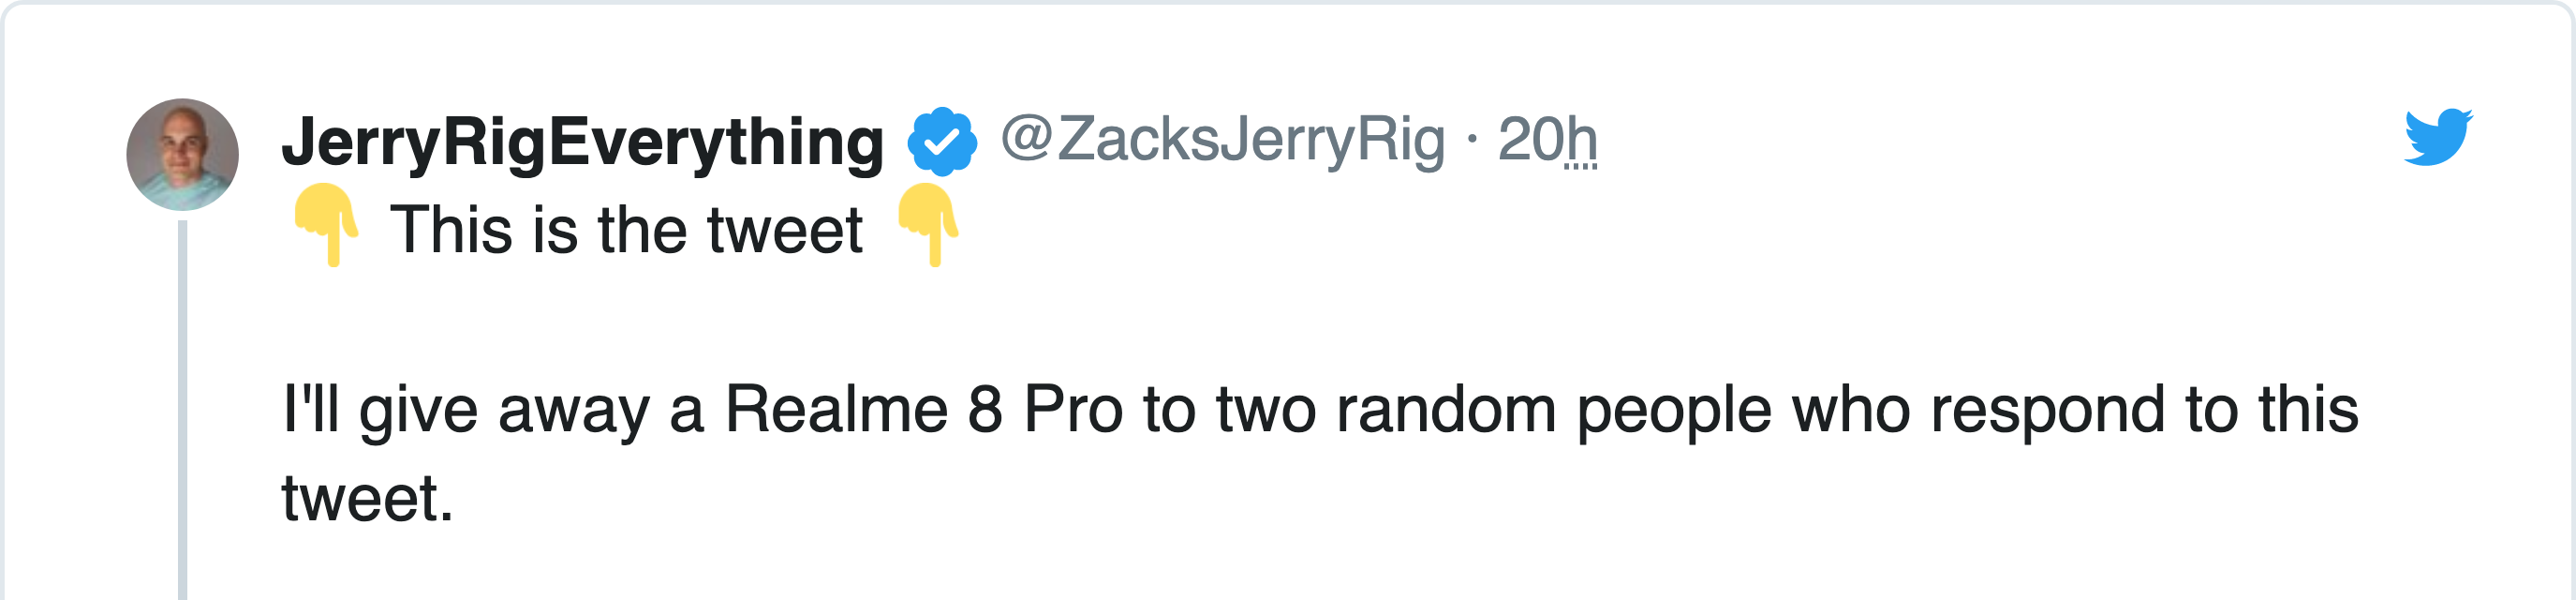 JerryRigEverything @ZacksJerryRig · 20h
👇 This is the tweet 👇
I'll give away a Realme 8 Pro to two random people who respond to this
tweet.